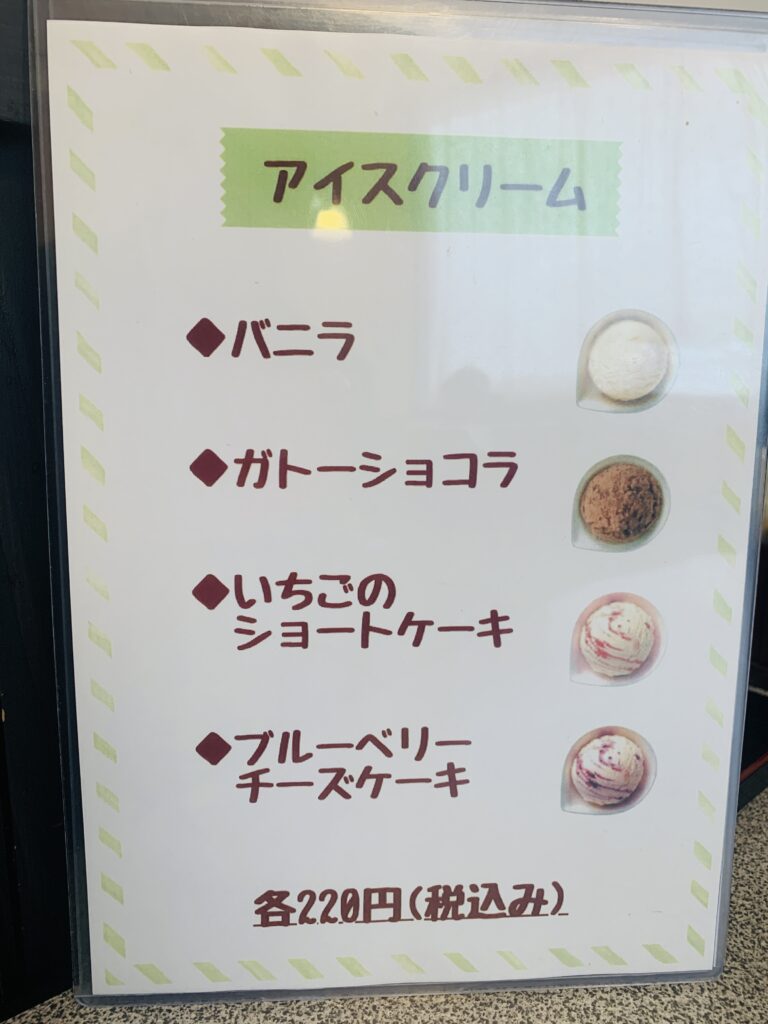 アイスクリーム
◆バニラ
◆ガトーショコラ
◆いちごの
ショートケーキ
◆ブルーベリー
チーズケーキ
各220円(税込み)